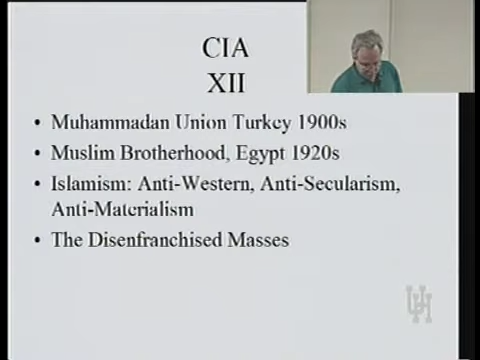 CIA
XII
• Muhammadan Union Turkey 1900s
• Muslim Brotherhood, Egypt 1920s
• Islamism: Anti-Western, Anti-Secularism,
Anti-Materialism
• The Disenfranchised Masses
UH